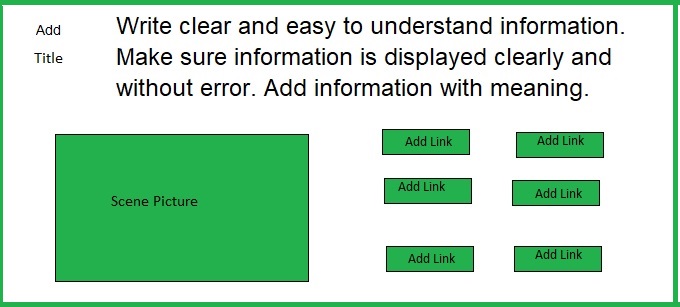 Add
Title
Write clear and easy to understand information.
Make sure information is displayed clearly and
without error. Add information with meaning.
Scene Picture
Add Link
Add Link
Add Link
Add Link
Add Link
Add Link